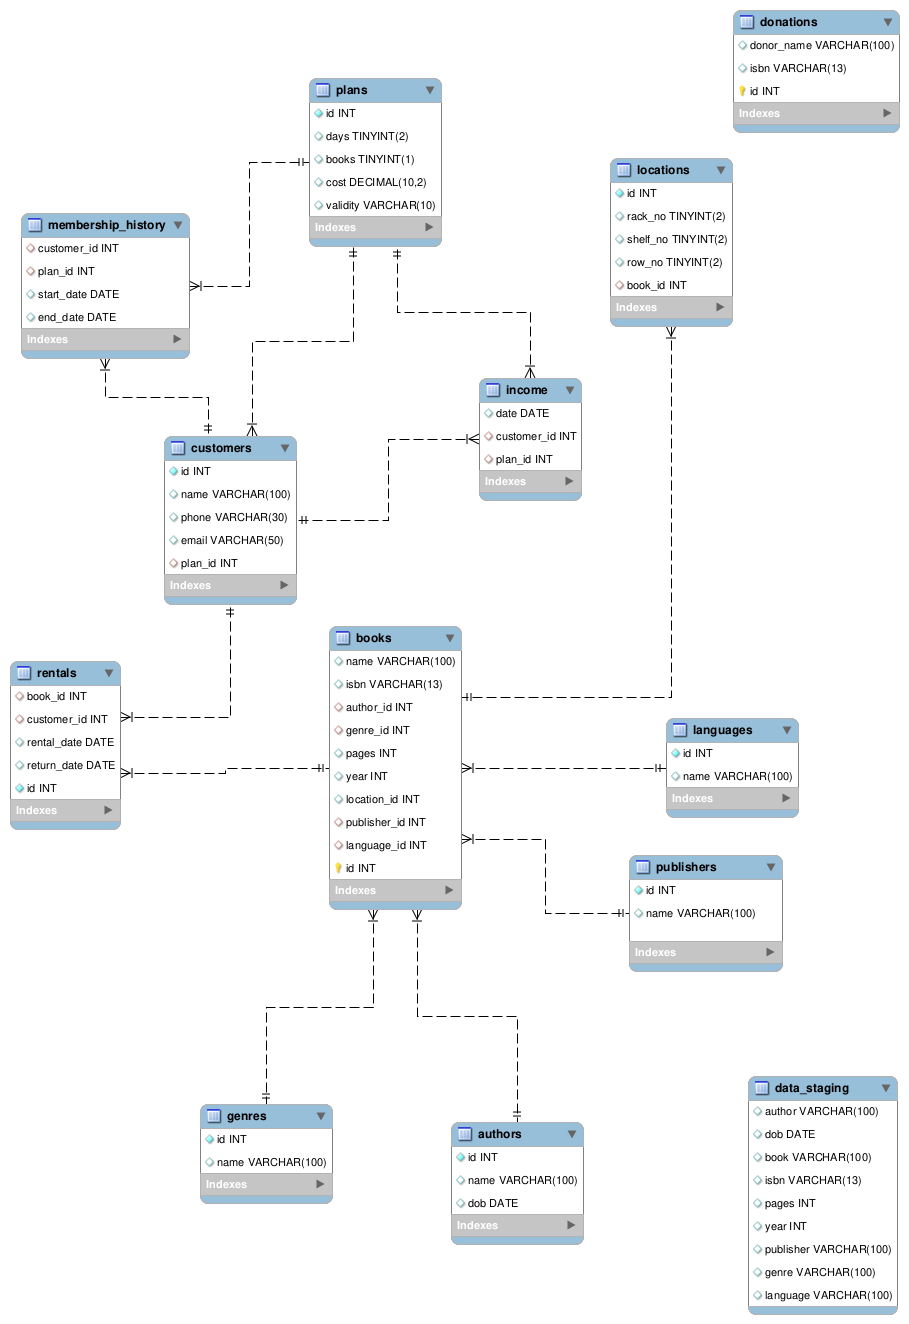 donations
donor_name VARCHAR(100)
isbn VARCHAR(13)
id INT
Indexes
plans
id INT
days TINYINT(2)
books TINYINT(1)
cost DECIMAL(10,2)
validity VARCHAR(10)
Indexes
locations
id INT
rack_no TINYINT(2)
shelf_no TINYINT(2)
row_no TINYINT(2)
book_id INT
Indexes
membership_history
customer_id INT
plan_id INT
start_date DATE
end_date DATE
Indexes
income
date DATE
customer_id INT
plan_id INT
Indexes
customers
id INT
name VARCHAR(100)
phone VARCHAR(30)
email VARCHAR(50)
plan_id INT
Indexes
books
name VARCHAR(100)
isbn VARCHAR(13)
author_id INT
genre_id INT
pages INT
year INT
location_id INT
publisher_id INT
language_id INT
id INT
Indexes
rentals
book_id INT
customer_id INT
rental_date DATE
return_date DATE
id INT
Indexes
languages
id INT
name VARCHAR(100)
Indexes
publishers
id INT
name VARCHAR(100)
Indexes
genres
id INT
name VARCHAR(100)
Indexes
authors
id INT
name VARCHAR(100)
dob DATE
Indexes
data_staging
author VARCHAR(100)
dob DATE
book VARCHAR(100)
isbn VARCHAR(13)
pages INT
year INT
publisher VARCHAR(100)
genre VARCHAR(100)
language VARCHAR(100)